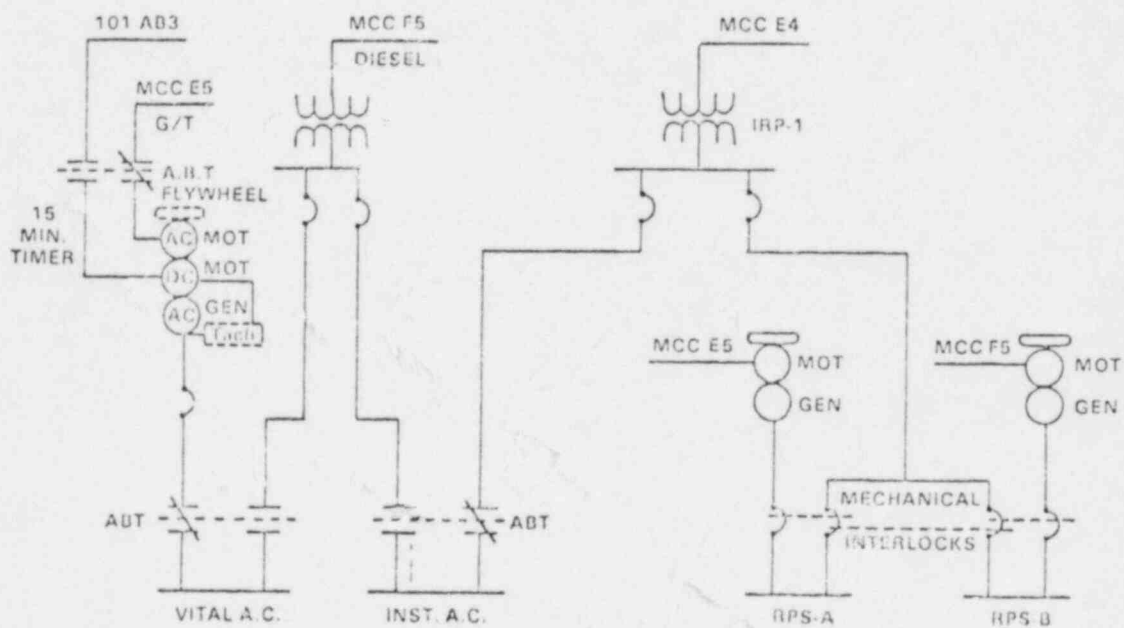 101 AB3
MCC F5
DIESEL
MCC E4
MCC E5
G/T
IRP-1
A.B.T
FLYWHEEL
15
MIN.
TIMER
AC
MOT
DC
MOT
AC
GEN
Tach
MCC E5
MOT
GEN
MCC F5
MOT
GEN
ABT
ABT
MECHANICAL
INTERLOCKS
VITAL A.C.
INST. A.C.
RPS-A
RPS-B